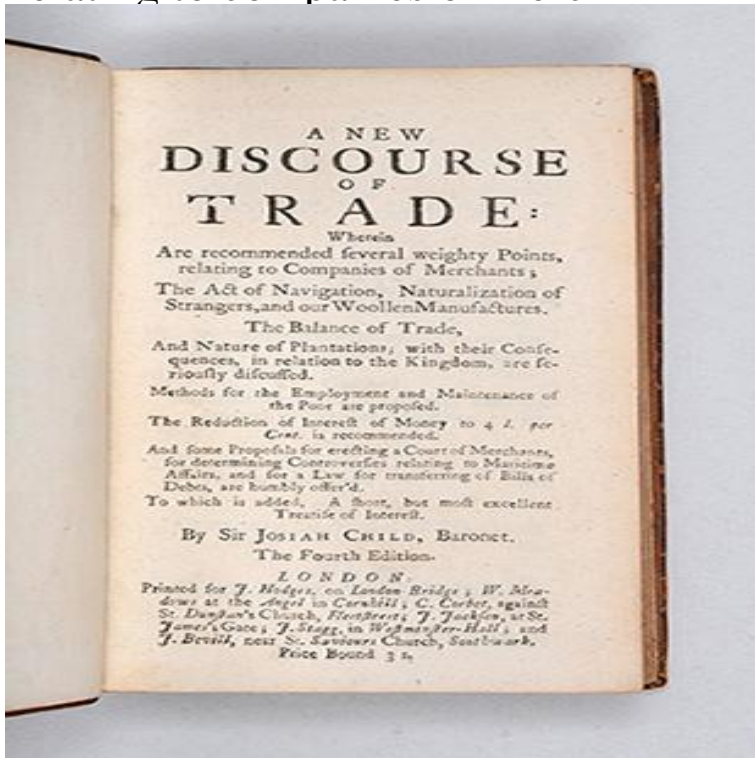 A NEW
DISCOURSE
OF
TRADE:
Wherein
Are recommended ſeveral weighty Points,
relating to Companies of Merchants;
The Act of Navigation, Naturalization of
Strangers, and our Woollen Manufactures.
The Balance of Trade,
And Nature of Plantations; with their Conſe-
quences, in relation to the Kingdom, are ſe-
riouſly diſcuſſed.
Methods for the Employment and Maintenance of
the Poor are propoſed.
The Reduction of Intereſt of Money to 4 l. per
Cent. is recommended.
And ſome Propoſals for erecting a Court of Merchants,
for determining Controverſies relating to Maritime
Affairs, and for a Law for transferring of Bills of
Debts, are humbly offer'd.
To which is added, A ſhort, but moſt excellent
Treatiſe of Intereſt.
By Sir JOSIAH CHILD, Baronet.
The Fourth Edition.
LONDON:
Printed for J. Hodges, on London-Bridge; W. Mea-
dows at the Angel in Cornhill; C. Corbet, againſt
St. Dunſtan's Church, Fleetſtreet; J. Jackſon, at St.
James's Gate; J. Stagg, in Weſtminſter-Hall; and
J. Bevill, near St. Saviours Church, Southwark.
Price Bound 3 s.